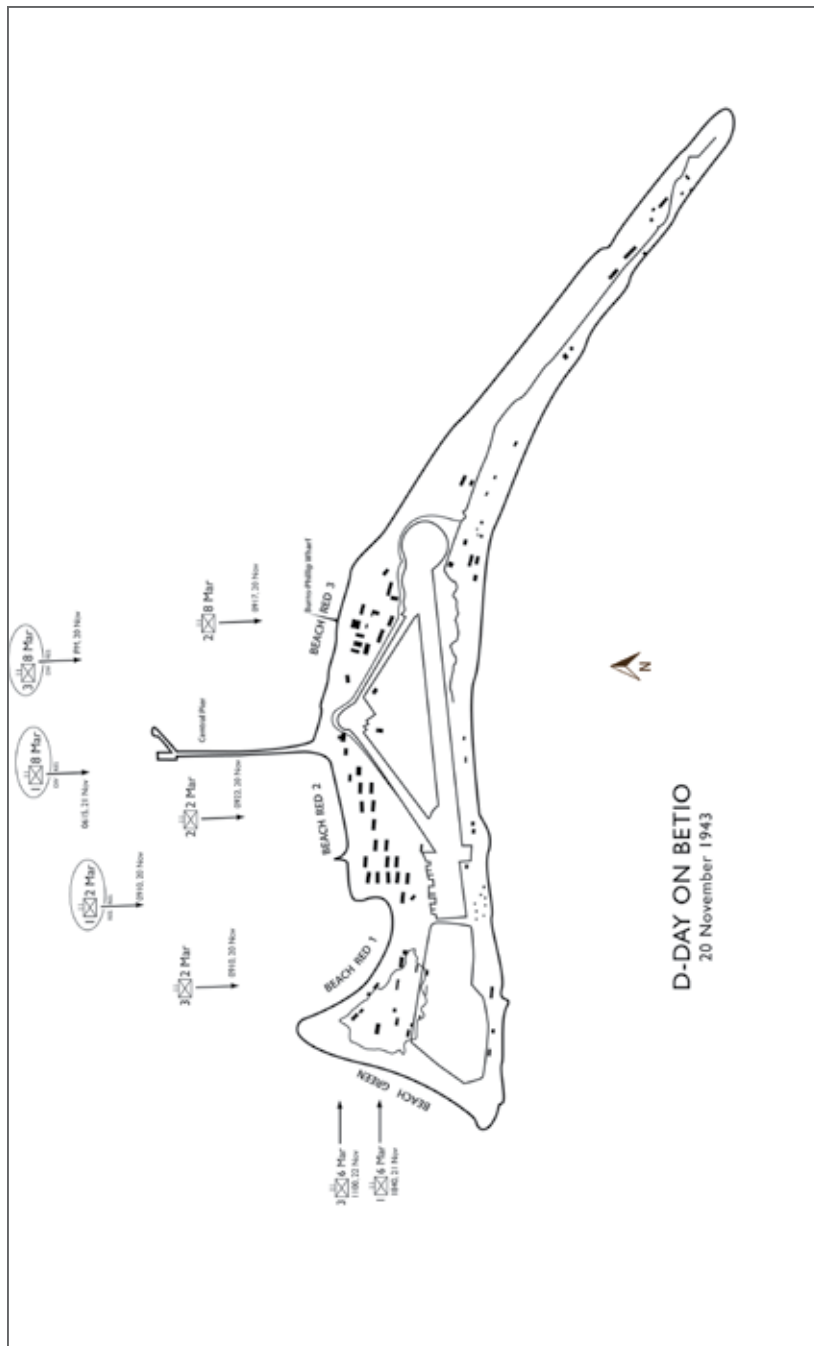 3 8 Mar
PM, 20 Nov
1 8 Mar
0615, 21 Nov
1 2 Mar
0910, 20 Nov
2 8 Mar
0917, 20 Nov
Central Pier
2 2 Mar
0922, 20 Nov
3 2 Mar
0910, 20 Nov
Burns-Phillip Wharf
BEACH RED 3
BEACH RED 2
BEACH RED 1
BEACH GREEN
3 6 Mar
1100, 22 Nov
1 6 Mar
1840, 21 Nov
N
D-DAY ON BETIO
20 November 1943